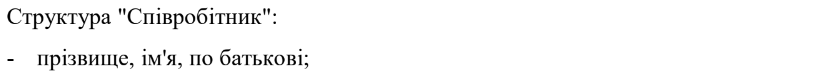 Структура "Співробітник":
- прізвище, ім'я, по батькові;